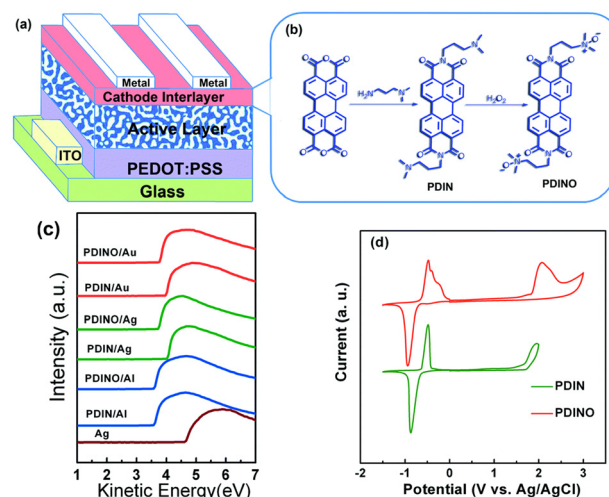 (a)
Metal
Metal
Cathode Interlayer
Active Layer
ITO
PEDOT:PSS
Glass
(b)
H₂N
H₂O₂
PDIN
PDINO
(c)
Intensity (a.u.)
PDINO/Au
PDIN/Au
PDINO/Ag
PDIN/Ag
PDINO/Al
PDIN/Al
Ag
1 2 3 4 5 6 7
Kinetic Energy(eV)
(d)
Current (a. u.)
PDIN
PDINO
-2 -1 0 1 2 3
Potential (V vs. Ag/AgCl)